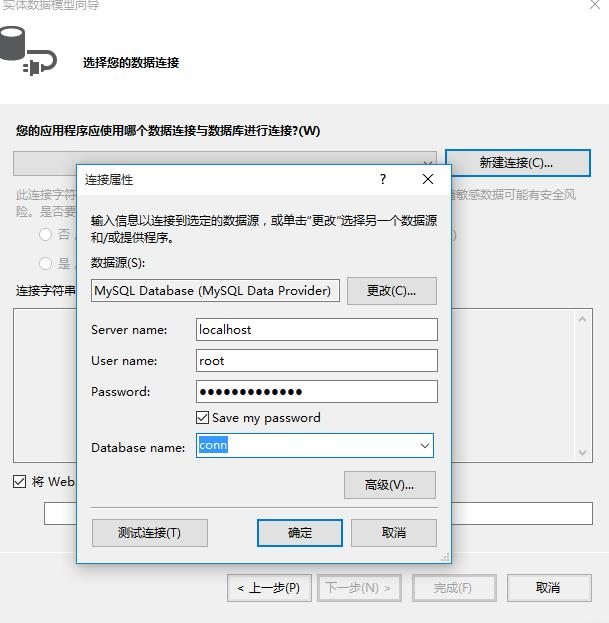 实体数据模型向导
选择您的数据连接
您的应用程序应使用哪个数据连接与数据库进行连接?(W)
新建连接(C)...
此连接字符
敏感数据可能有安全风
险。是否要
否
)
是
连接字符串
连接属性
?
输入信息以连接到选定的数据源，或单击“更改”选择另一个数据源
和/或提供程序。
数据源(S):
MySQL Database (MySQL Data Provider)
更改(C)...
Server name:
localhost
User name:
root
Password:
●●●●●●●●●●●●●
Save my password
Database name:
conn
高级(V)...
测试连接(T)
确定
取消
将 Web
< 上一步(P)
下一步(N) >
完成(F)
取消